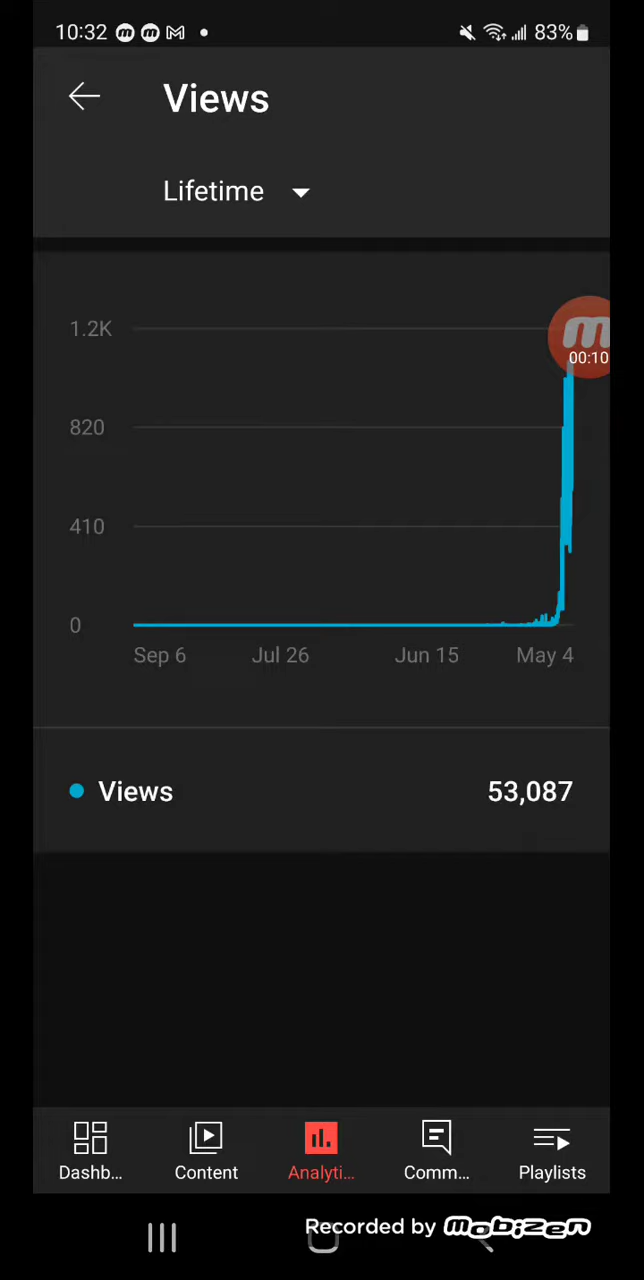 10:32 83%
Views
Lifetime
1.2K
00:10
820
410
0
Sep 6 Jul 26 Jun 15 May 4
Views 53,087
Dashb... Content Analyti... Comm... Playlists
Recorded by mobizen